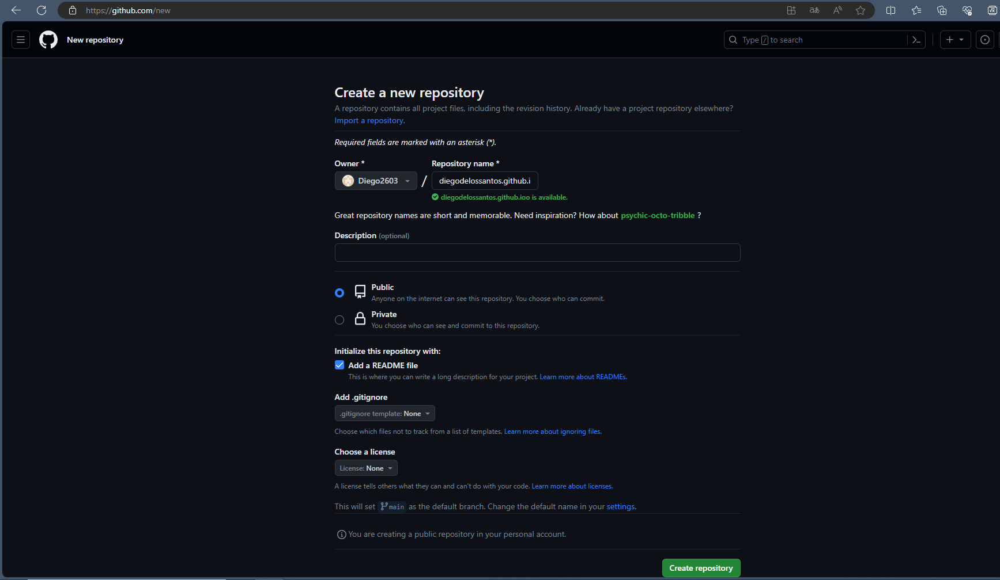 https://github.com/new
New repository
Type / to search
Create a new repository
A repository contains all project files, including the revision history. Already have a project repository elsewhere?
Import a repository.
Required fields are marked with an asterisk (*).
Owner *
Repository name *
Diego2603
/
diegodelossantos.github.i
diegodelossantos.github.ioo is available.
Great repository names are short and memorable. Need inspiration? How about psychic-octo-tribble ?
Description (optional)
Public
Anyone on the internet can see this repository. You choose who can commit.
Private
You choose who can see and commit to this repository.
Initialize this repository with:
Add a README file
This is where you can write a long description for your project. Learn more about READMEs.
Add .gitignore
.gitignore template: None
Choose which files not to track from a list of templates. Learn more about ignoring files.
Choose a license
License: None
A license tells others what they can and can't do with your code. Learn more about licenses.
This will set main as the default branch. Change the default name in your settings.
You are creating a public repository in your personal account.
Create repository